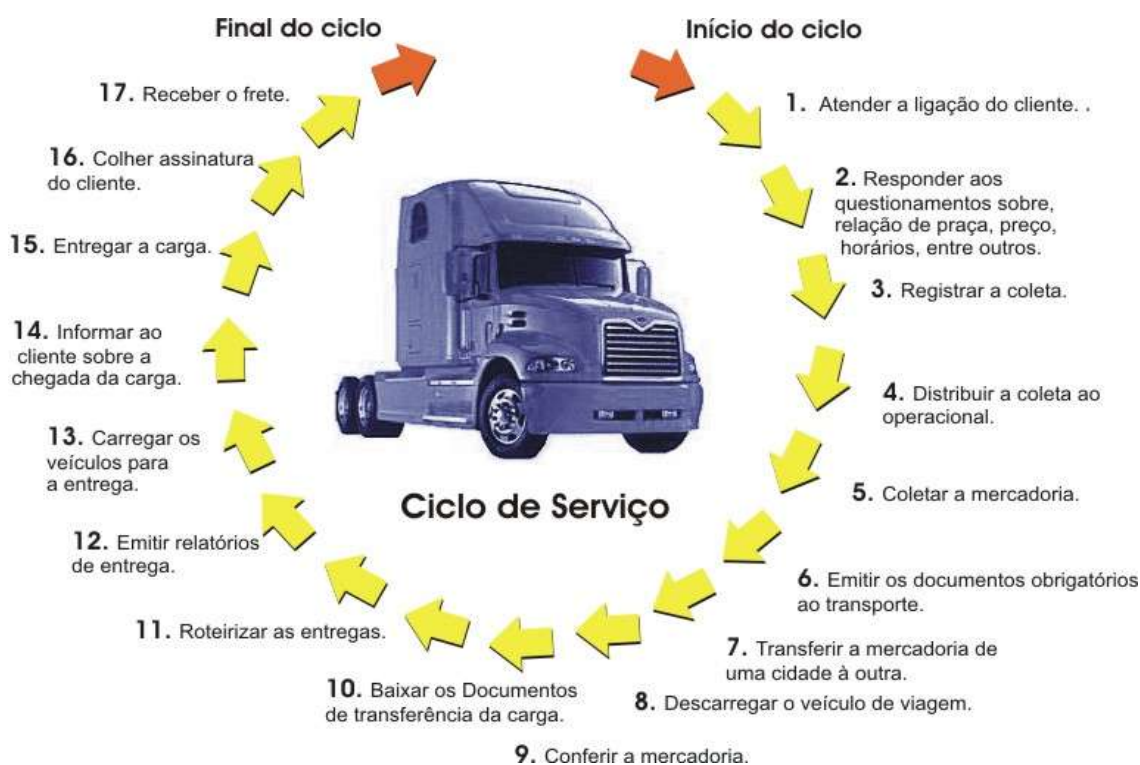 Final do ciclo
Início do ciclo
1. Atender a ligação do cliente. .
2. Responder aos
questionamentos sobre,
relação de praça, preço,
horários, entre outros.
3. Registrar a coleta.
4. Distribuir a coleta ao
operacional.
5. Coletar a mercadoria.
6. Emitir os documentos obrigatórios
ao transporte.
7. Transferir a mercadoria de
uma cidade à outra.
8. Descarregar o veículo de viagem.
9. Conferir a mercadoria.
10. Baixar os Documentos
de transferência da carga.
11. Roteirizar as entregas.
12. Emitir relatórios
de entrega.
13. Carregar os
veículos para
a entrega.
14. Informar ao
cliente sobre a
chegada da carga.
15. Entregar a carga.
16. Colher assinatura
do cliente.
17. Receber o frete.
Ciclo de Serviço